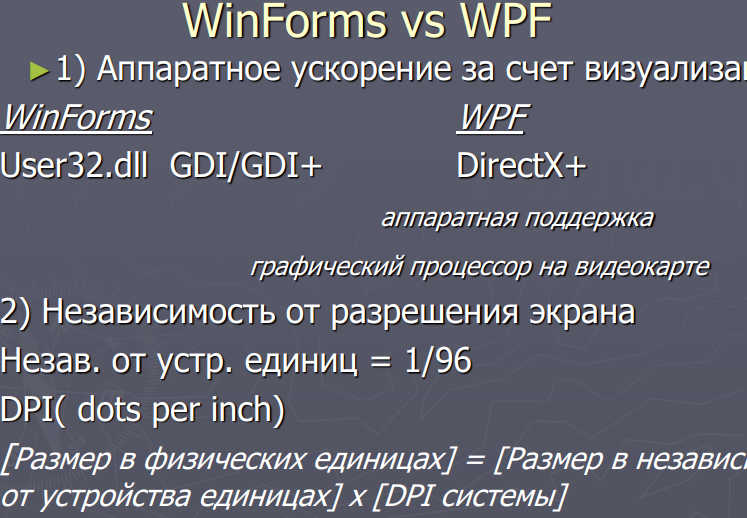 WinForms vs WPF
►1) Аппаратное ускорение за счет
WinForms WPF
User32.dll GDI/GDI+ DirectX+
аппаратная поддержка
графический процессор на видеокарте
2) Независимость от разрешения экрана
Незав. от устр. единиц = 1/96
DPI( dots per inch)
[Размер в физических единицах] = [Размер в
от устройства единицах] x [DPI системы]